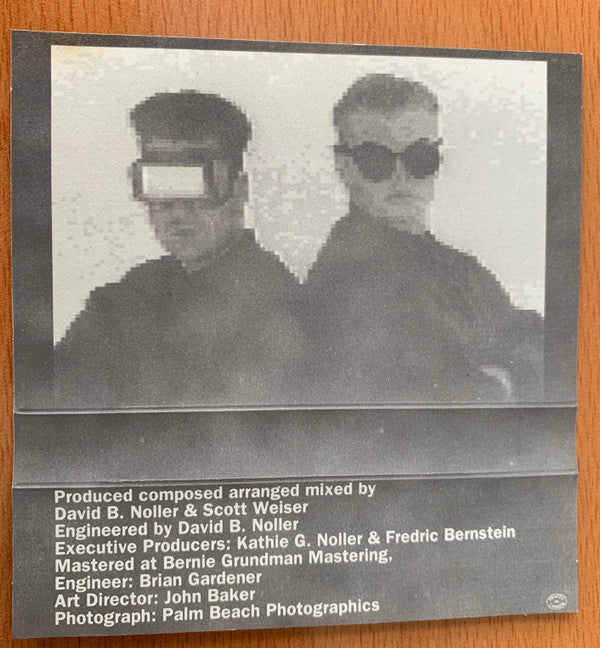 Produced composed arranged mixed by
David B. Noller & Scott Weiser
Engineered by David B. Noller
Executive Producers: Kathie G. Noller & Fredric Bernstein
Mastered at Bernie Grundman Mastering,
Engineer: Brian Gardener
Art Director: John Baker
Photograph: Palm Beach Photographics